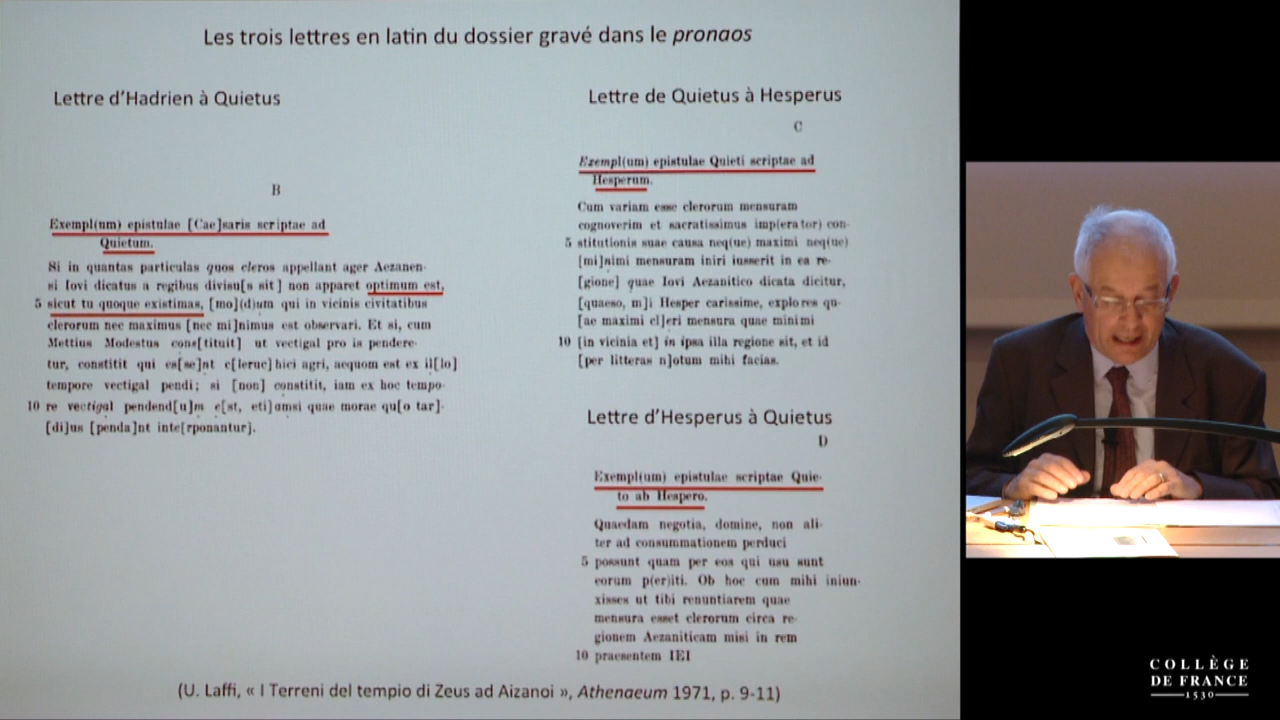 Les trois lettres en latin du dossier gravé dans le pronaos
Lettre d'Hadrien à Quietus
B
Exempl(um) epistulae [Cae]saris scriptae ad
Quietum.
Si in quantas particulas quos cleros appellant ager Aezanen-
si Iovi dicatus a regibus divisu[s sit] non apparet optimum est,
5 sicut tu quoque existimas, [mo](d)um qui in vicinis civitatibus
clerorum nec maximus [nec mi]nimus est observari. Et si, cum
Mettius Modestus cons[tituit] ut vectigal pro is pendere-
tur, constitit qui es[se]nt c[leruc]hici agri, aequom est ex il[lo]
tempore vectigal pendi; si [non] constitit, iam ex hoc tempo-
10 re vectigal pendend[u]m e[st, eti]amsi quae morae qu[o tar]-
[di]us [penda]nt inte[rponantur].
Lettre de Quietus à Hesperus
C
Exempl(um) epistulae Quieti scriptae ad
Hesperum.
Cum variam esse clerorum mensuram
cognoverim et sacratissimus imp(erator) con-
5 stitutionis suae causa neq(ue) maximi neq(ue)
[mi]nimi mensuram iniri iusserit in ea re-
[gione] quae Iovi Aezanitico dicata dicitur,
[quaeso, m]i Hesper carissime, explores qu-
[ae maximi cl]eri mensura quae minimi
10 [in vicinia et] in ipsa illa regione sit, et id
[per litteras n]otum mihi facias.
Lettre d'Hesperus à Quietus
D
Exempl(um) epistulae scriptae Quie-
to ab Hespero.
Quaedam negotia, domine, non ali-
ter ad consummationem perduci
5 possunt quam per eos qui usu sunt
eorum p(er)iti. Ob hoc cum mihi iniun-
xisses ut tibi renuntiarem quae
mensura esset clerorum circa re-
gionem Aezaniticam misi in rem
10 praesentem IEI
(U. Laffi, « I Terreni del tempio di Zeus ad Aizanoi », Athenaeum 1971, p. 9-11)
COLLÈGE
DE FRANCE
1530